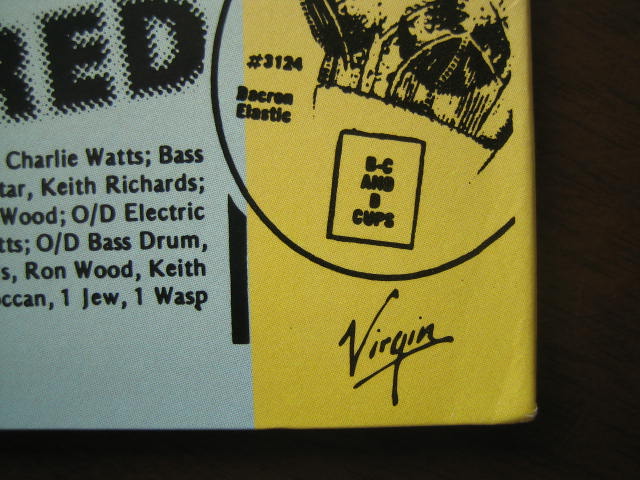 RED
Charlie Watts; Bass
tar, Keith Richards;
Wood; O/D Electric
tts; O/D Bass Drum,
s, Ron Wood, Keith
occan, 1 Jew, 1 Wasp
#3124
Dacron
Elastic
B-C
AND
D
CUPS
Virgin